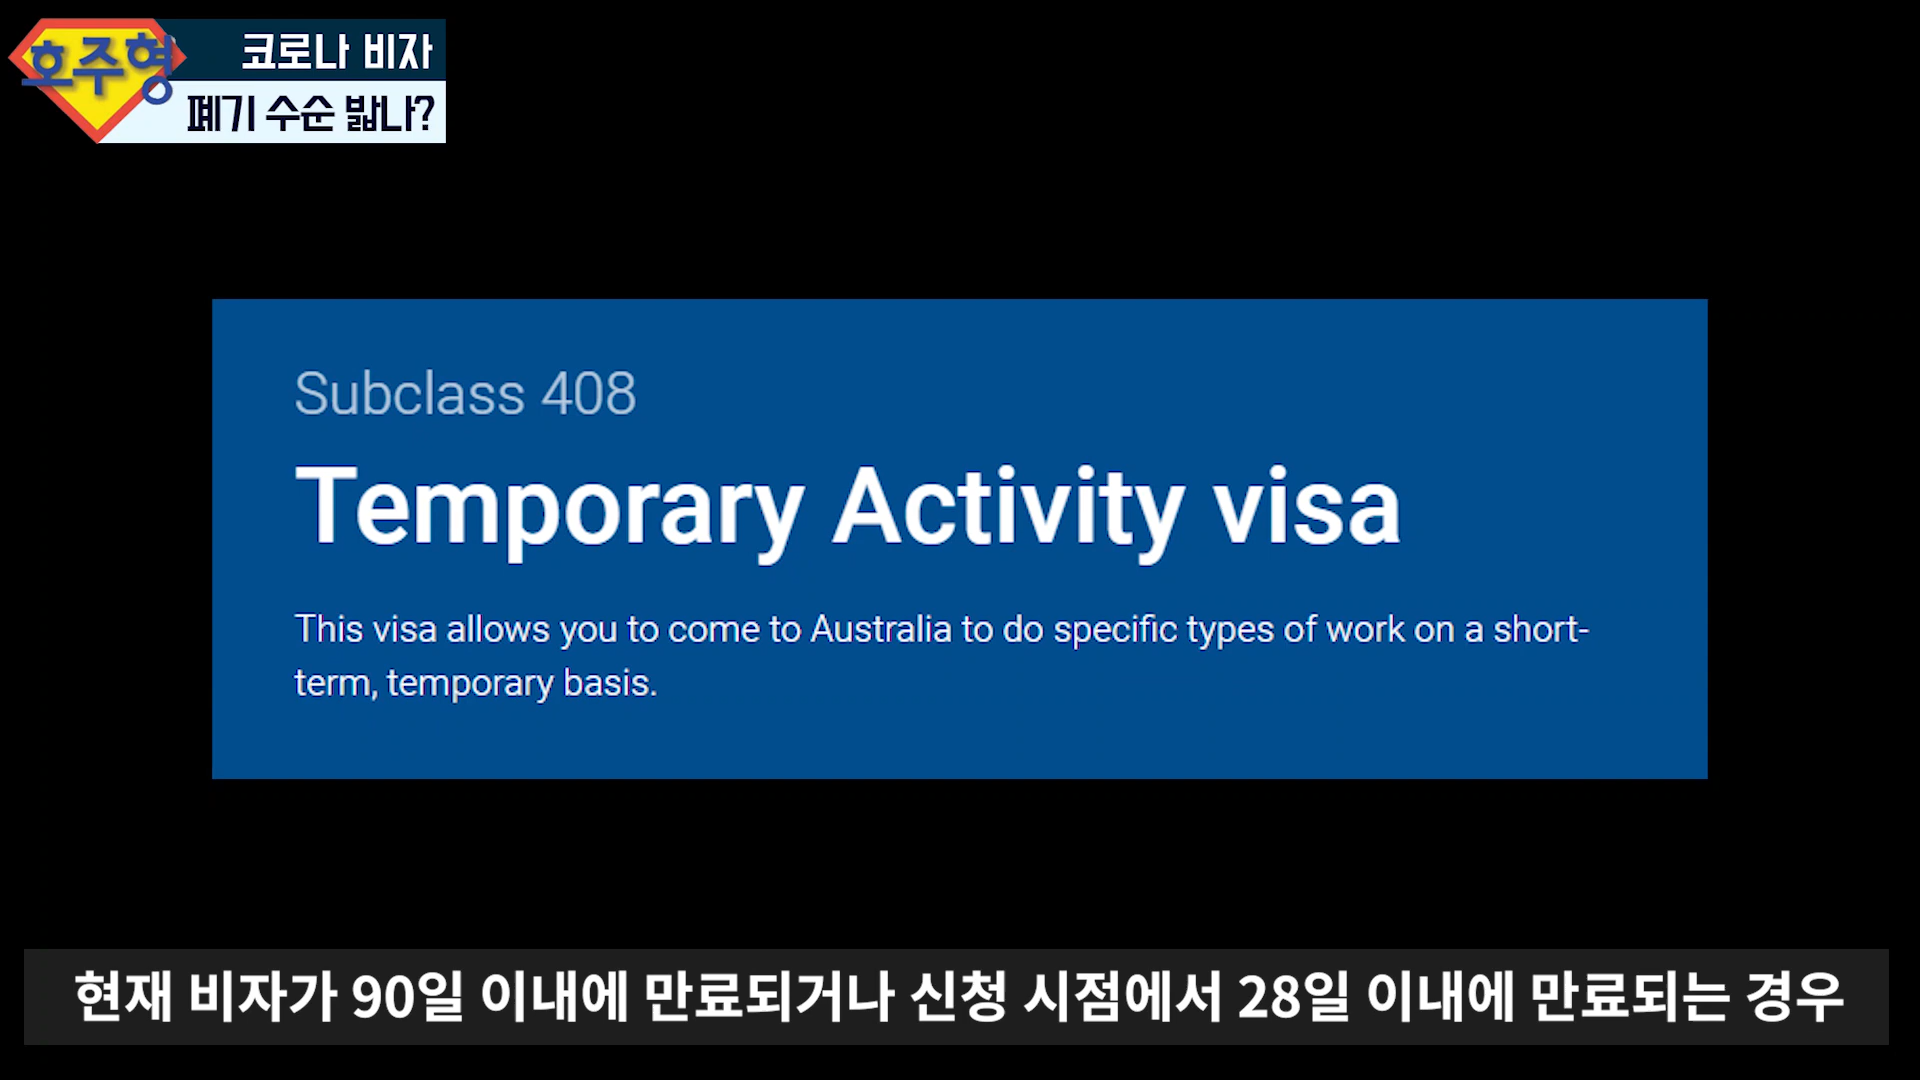 호주형
코로나 비자
폐기 수순 밟나?
Subclass 408
Temporary Activity visa
This visa allows you to come to Australia to do specific types of work on a short-
term, temporary basis.
현재 비자가 90일 이내에 만료되거나 신청 시점에서 28일 이내에 만료되는 경우